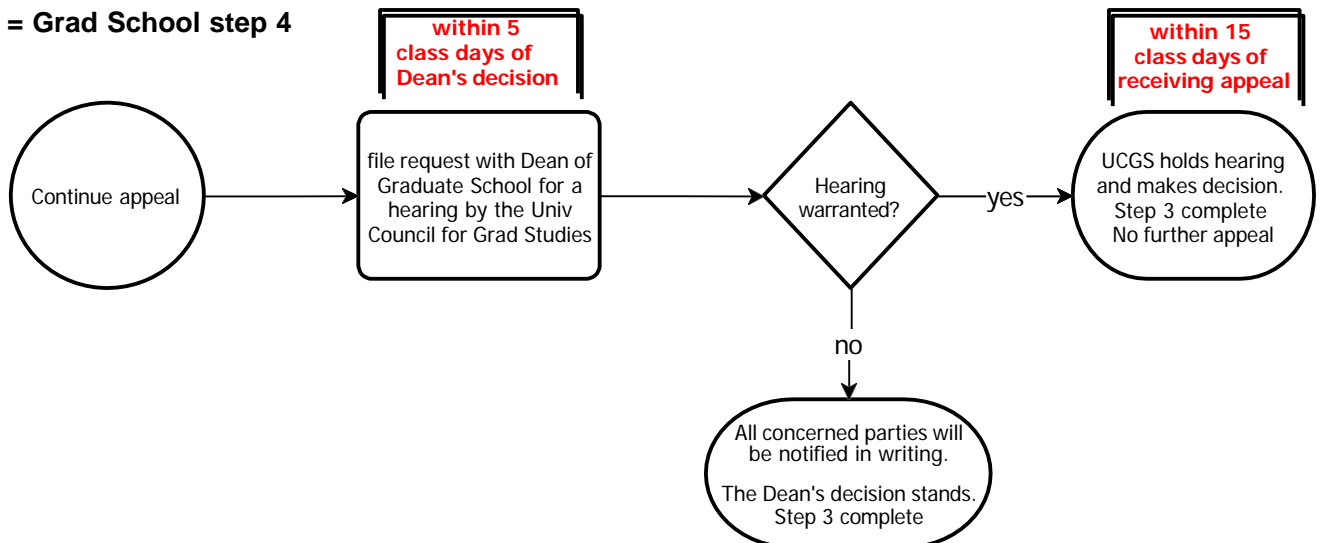 = Grad School step 4
within 5
class days of
Dean's decision
within 15
class days of
receiving appeal
Continue appeal
file request with Dean of
Graduate School for a
hearing by the Univ
Council for Grad Studies
Hearing
warranted?
yes
UCGS holds hearing
and makes decision.
Step 3 complete
No further appeal
no
All concerned parties will
be notified in writing.
The Dean's decision stands.
Step 3 complete